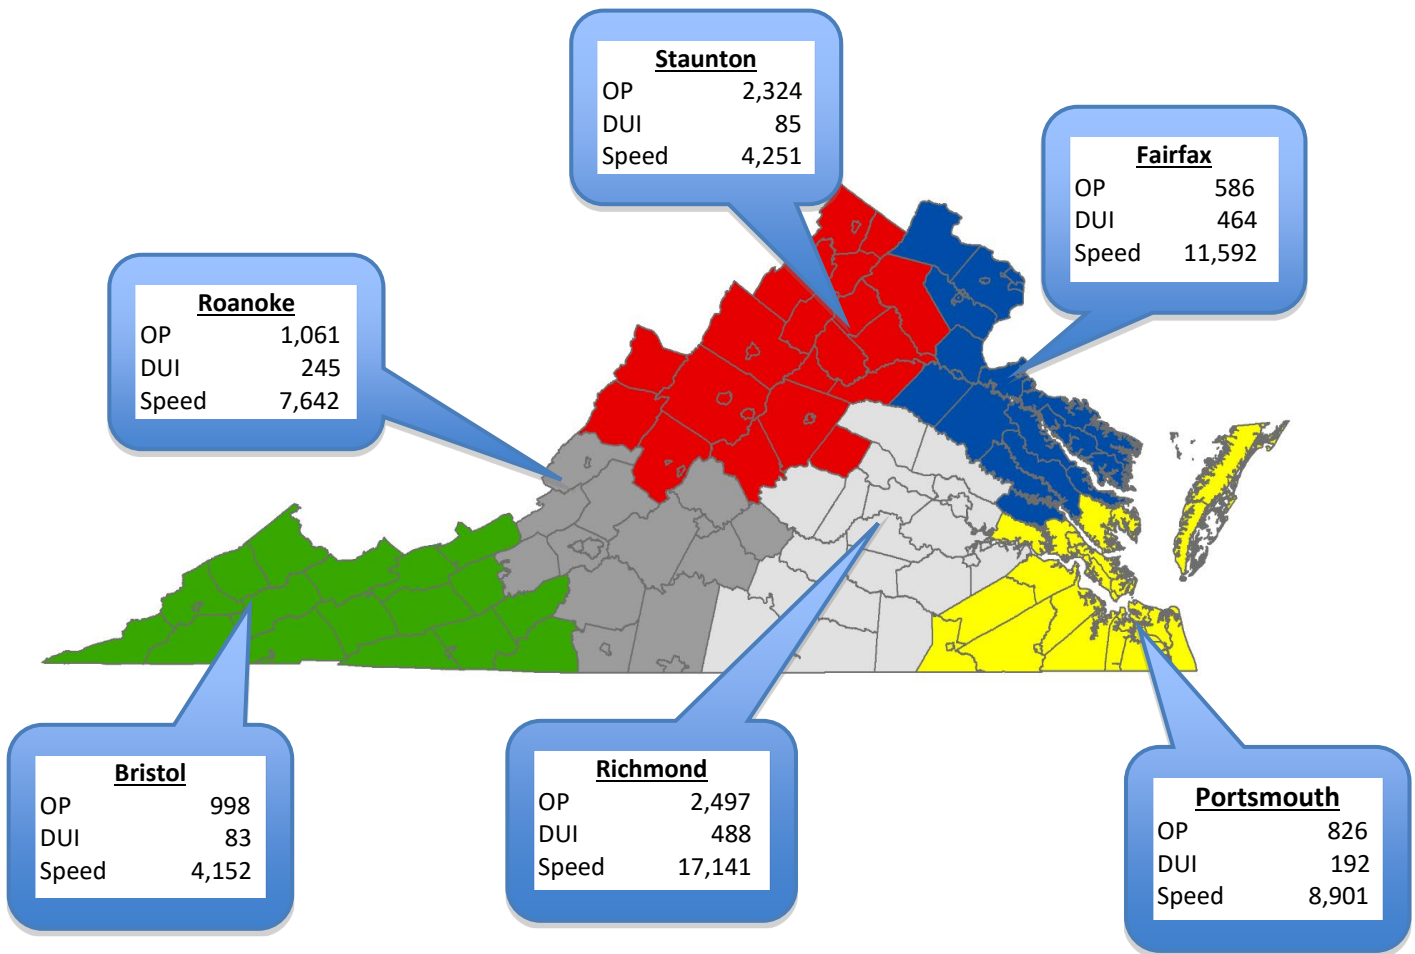 Staunton
OP 2,324
DUI 85
Speed 4,251
Fairfax
OP 586
DUI 464
Speed 11,592
Roanoke
OP 1,061
DUI 245
Speed 7,642
Bristol
OP 998
DUI 83
Speed 4,152
Richmond
OP 2,497
DUI 488
Speed 17,141
Portsmouth
OP 826
DUI 192
Speed 8,901